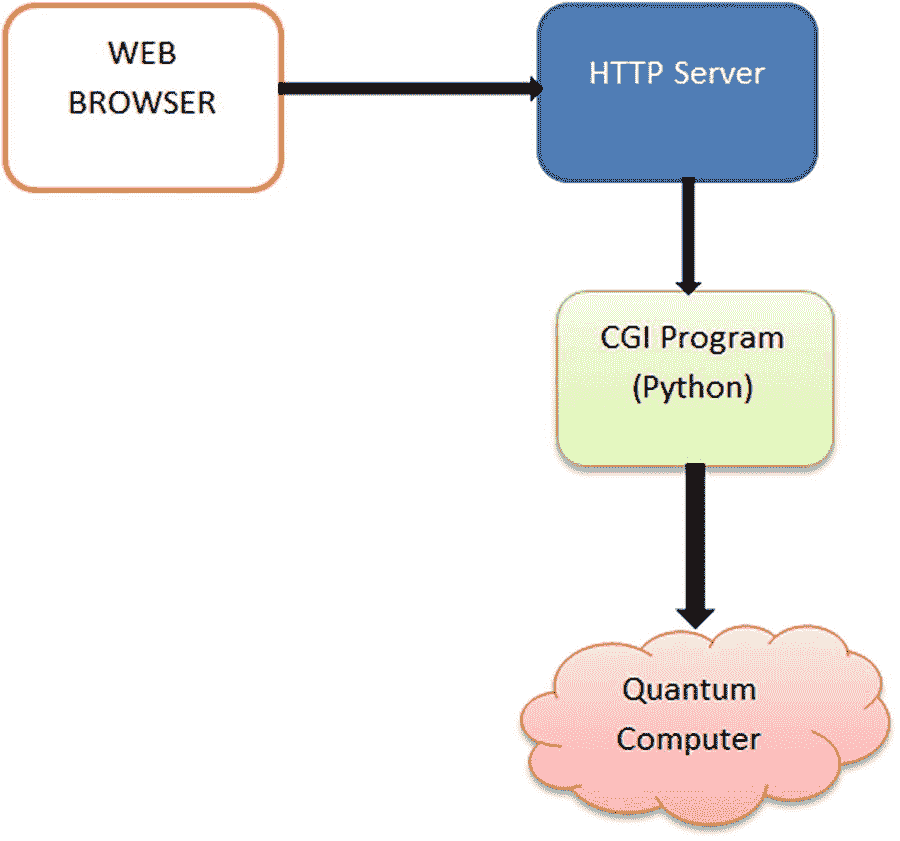 WEB
BROWSER
HTTP Server
CGI Program
(Python)
Quantum
Computer